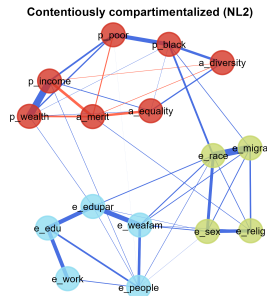 Contentiously compartimentalized (NL2)
p_poor
p_black
a_diversity
p_income
p_wealth
a_merit
a_equality
e_race
e_migra
e_edupar
e_weafam
e_sex
e_relig
e_edu
e_work
e_people